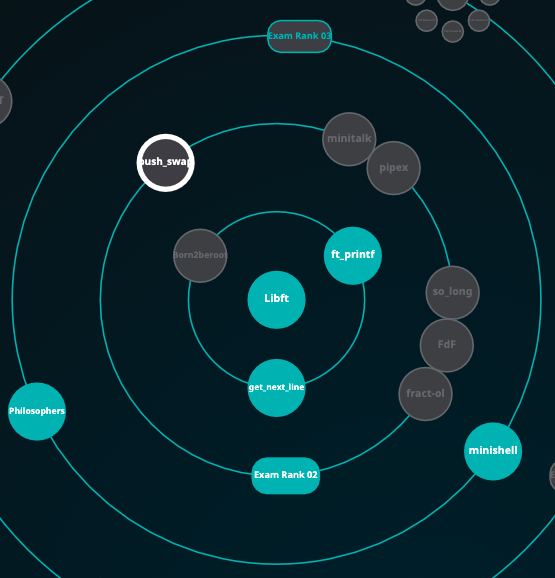 Exam Rank 03
minitalk
push_swap
pipex
Born2beroot
ft_printf
so_long
Libft
FdF
get_next_line
fract-ol
Philosophers
minishell
Exam Rank 02